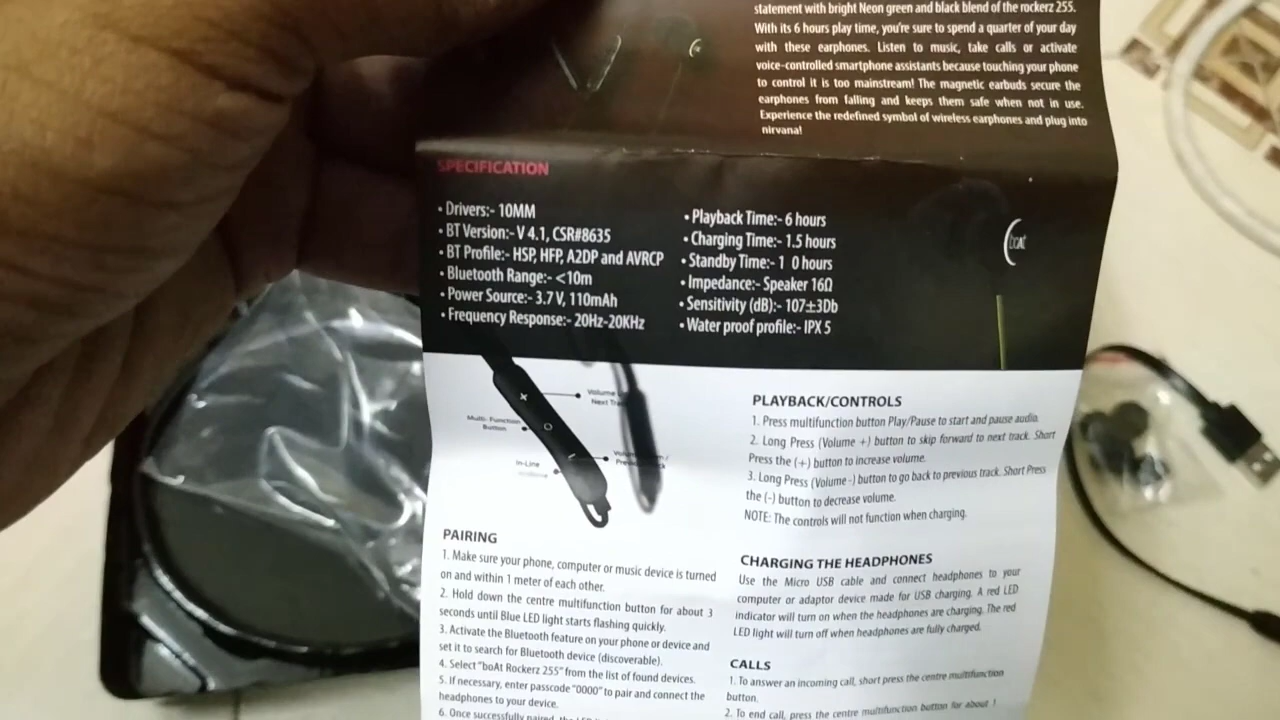 statement with bright Neon green and black blend of the rockerz 255.
With its 6 hours play time, you're sure to spend a quarter of your day
with these earphones. Listen to music, take calls or activate
voice-controlled smartphone assistants because touching your phone
to control it is too mainstream! The magnetic earbuds secure the
earphones from falling and keeps them safe when not in use.
Experience the redefined symbol of wireless earphones and plug into
nirvana!
SPECIFICATION
• Drivers:- 10MM
• BT Version:- V 4.1, CSR#8635
• BT Profile:- HSP, HFP, A2DP and AVRCP
• Bluetooth Range:- <10m
• Power Source:- 3.7 V, 110mAh
• Frequency Response:- 20Hz-20KHz
• Playback Time:- 6 hours
• Charging Time:- 1.5 hours
• Standby Time:- 1 0 hours
• Impedance:- Speaker 16Ω
• Sensitivity (dB):- 107±3Db
• Water proof profile:- IPX 5
boAt
Volume
Next
Multi- Function
Button
In-Line
PAIRING
1. Make sure your phone, computer or music device is turned
on and within 1 meter of each other.
2. Hold down the centre multifunction button for about 3
seconds until Blue LED light starts flashing quickly.
3. Activate the Bluetooth feature on your phone or device and
set it to search for Bluetooth device (discoverable).
4. Select "boAt Rockerz 255" from the list of found devices.
5. If necessary, enter passcode "0000" to pair and connect the
headphones to your device.
6. Once successfully paired, the
PLAYBACK/CONTROLS
1. Press multifunction button Play/Pause to start and pause audio.
2. Long Press (Volume +) button to skip forward to next track. Short
Press the (+) button to increase volume.
3. Long Press (Volume -) button to go back to previous track. Short Press
the (-) button to decrease volume.
NOTE: The controls will not function when charging.
CHARGING THE HEADPHONES
Use the Micro USB cable and connect headphones to your
computer or adaptor device made for USB charging. A red LED
indicator will turn on when the headphones are charging. The red
LED light will turn off when headphones are fully charged.
CALLS
1. To answer an incoming call, short press the centre multifunction
button.
2. To end call, press the centre multifunction button for about 1